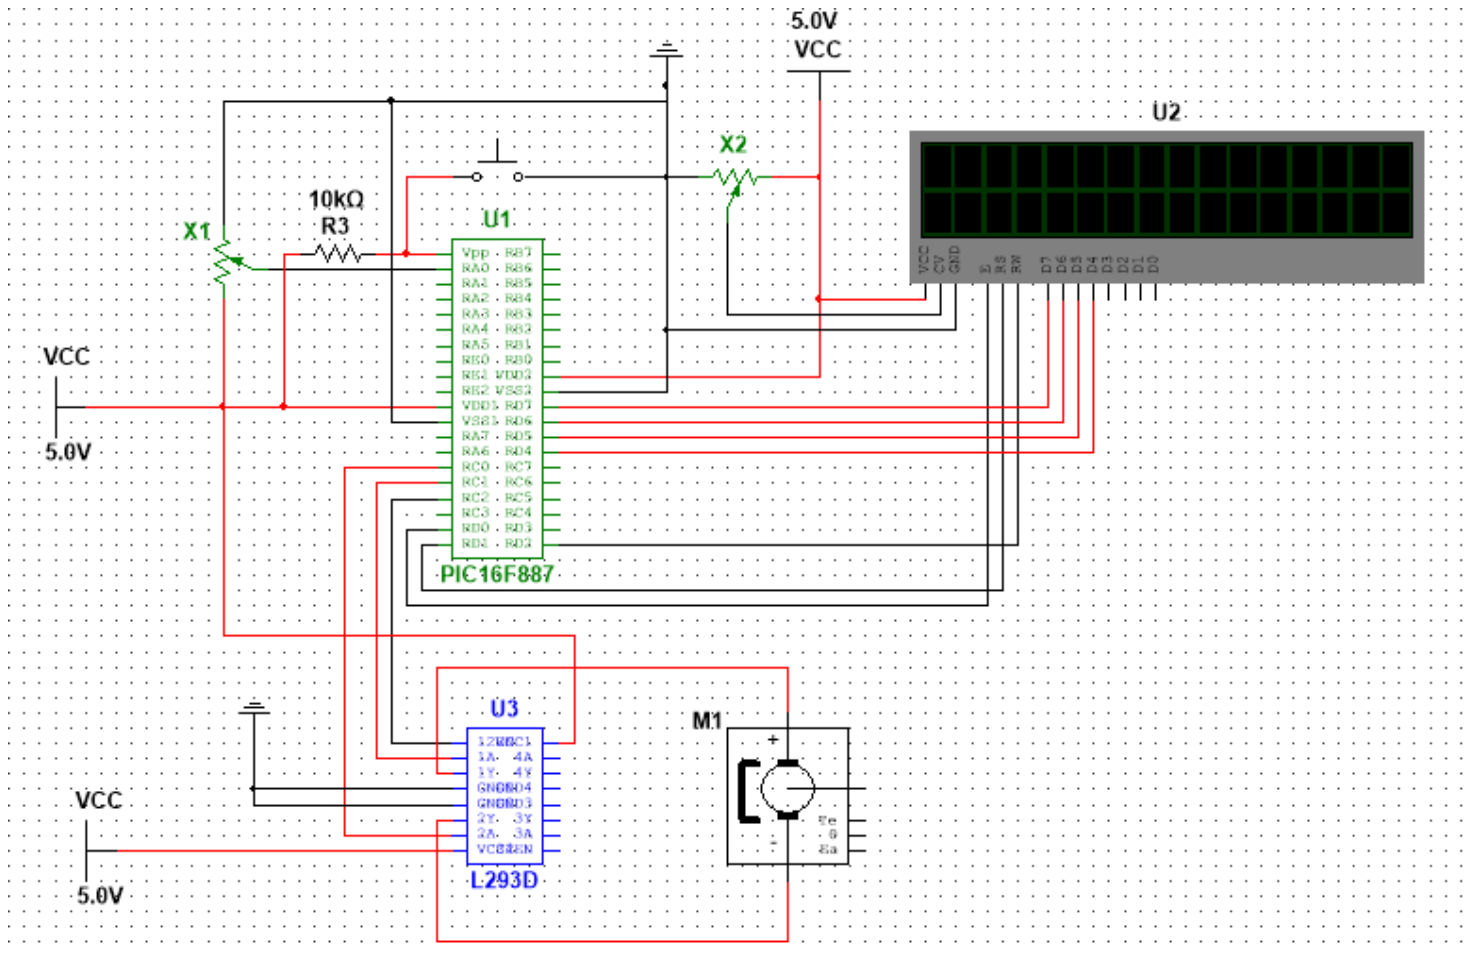 5.0V
VCC
U2
X2
10kΩ
R3
U1
X1
VCC CV GND E RS RW D7 D6 D5 D4 D3 D2 D1 D0
Vpp RB7
RA0 RB6
RA1 RB5
RA2 RB4
RA3 RB3
RA4 RB2
RA5 RB1
RE0 RB0
RE1 VDD2
RE2 VSS2
VDD1 RD7
VSS1 RD6
RA7 RD5
RA6 RD4
RC0 RC7
RC1 RC6
RC2 RC5
RC3 RC4
RD0 RD3
RD1 RD2
PIC16F887
VCC
5.0V
U3
M1
1A 4A
1Y 4Y
2Y 3Y
2A 3A
L293D
+
Te
-
VCC
5.0V